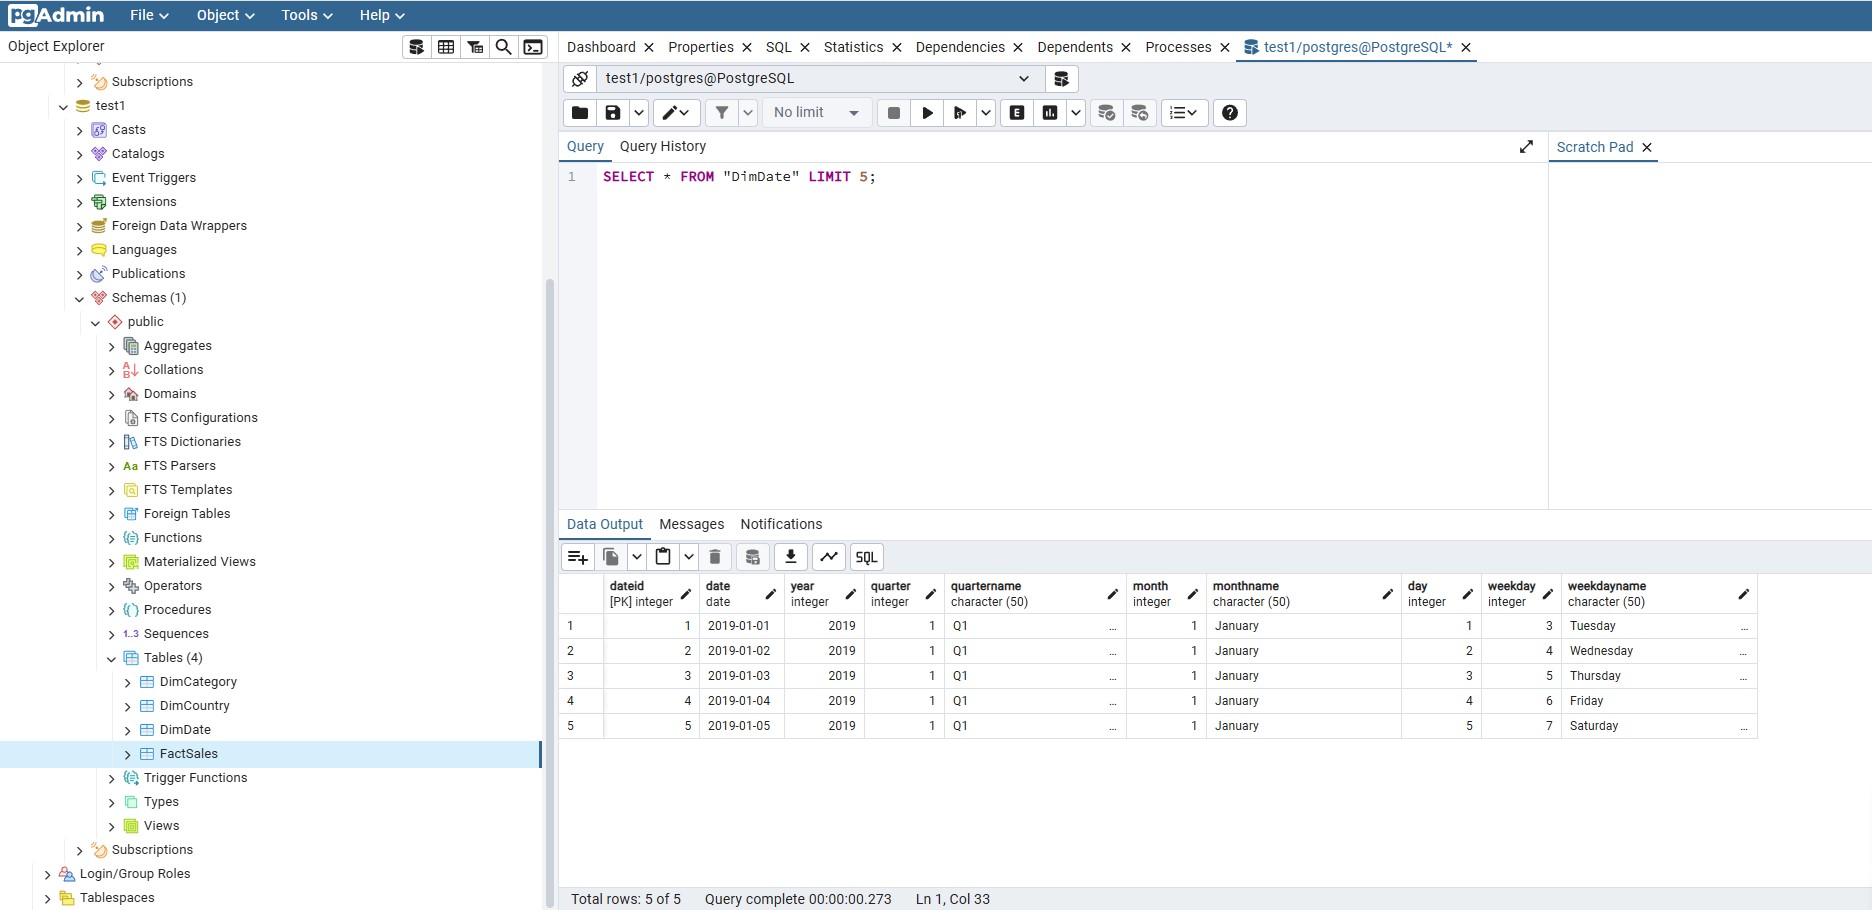 pgAdmin File Object Tools Help
Object Explorer
Subscriptions
test1
Casts
Catalogs
Event Triggers
Extensions
Foreign Data Wrappers
Languages
Publications
Schemas (1)
public
Aggregates
Collations
Domains
FTS Configurations
FTS Dictionaries
Aa FTS Parsers
FTS Templates
Foreign Tables
Functions
Materialized Views
Operators
Procedures
1..3 Sequences
Tables (4)
DimCategory
DimCountry
DimDate
FactSales
Trigger Functions
Types
Views
Subscriptions
Login/Group Roles
Tablespaces
Dashboard Properties SQL Statistics Dependencies Dependents Processes test1/postgres@PostgreSQL*
test1/postgres@PostgreSQL
No limit E
Query Query History
Scratch Pad
1 SELECT * FROM "DimDate" LIMIT 5;
Data Output Messages Notifications
SQL
dateid date year quarter quartername month monthname day weekday weekdayname
[PK] integer date integer integer character (50) integer character (50) integer integer character (50)
1 1 2019-01-01 2019 1 Q1 ... 1 January 1 3 Tuesday ...
2 2 2019-01-02 2019 1 Q1 ... 1 January 2 4 Wednesday ...
3 3 2019-01-03 2019 1 Q1 ... 1 January 3 5 Thursday ...
4 4 2019-01-04 2019 1 Q1 ... 1 January 4 6 Friday
5 5 2019-01-05 2019 1 Q1 ... 1 January 5 7 Saturday ...
Total rows: 5 of 5 Query complete 00:00:00.273 Ln 1, Col 33